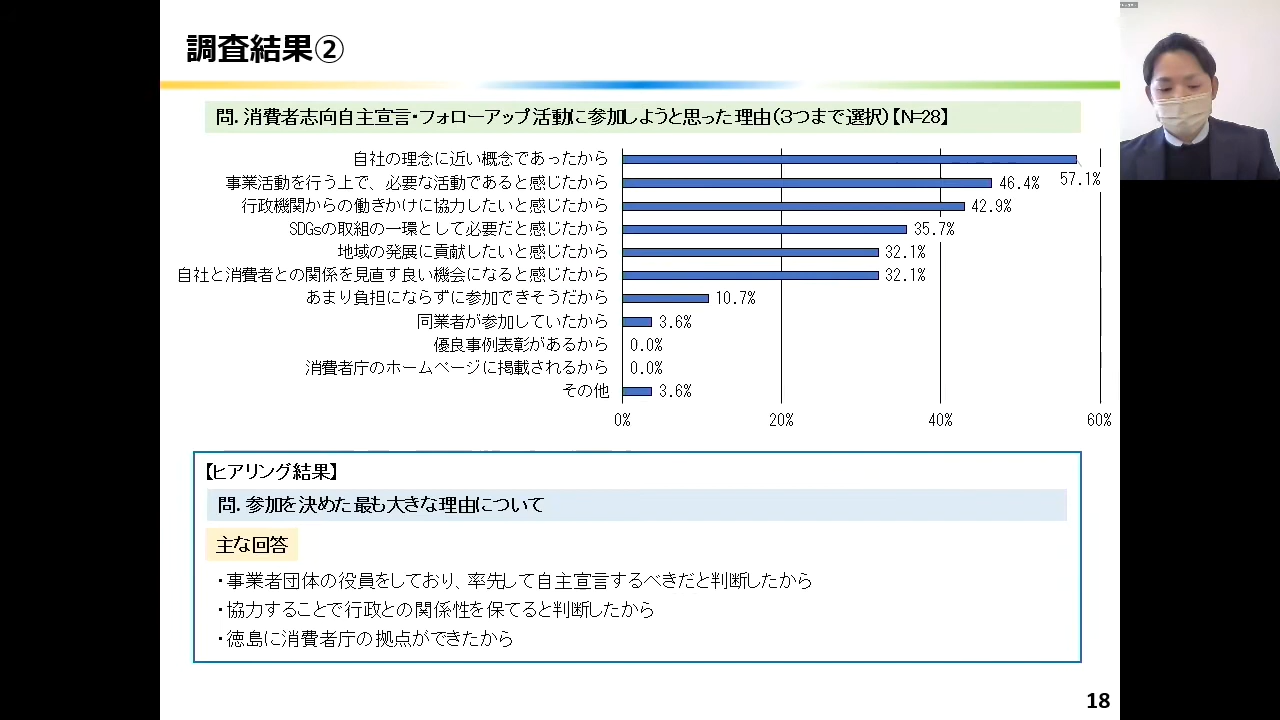 調査結果②
問．消費者志向自主宣言・フォローアップ活動に参加しようと思った理由（３つまで選択）【N=28】
自社の理念に近い概念であったから 57.1%
事業活動を行う上で、必要な活動であると感じたから 46.4%
行政機関からの働きかけに協力したいと感じたから 42.9%
SDGsの取組の一環として必要だと感じたから 35.7%
地域の発展に貢献したいと感じたから 32.1%
自社と消費者との関係を見直す良い機会になると感じたから 32.1%
あまり負担にならずに参加できそうだから 10.7%
同業者が参加していたから 3.6%
優良事例表彰があるから 0.0%
消費者庁のホームページに掲載されるから 0.0%
その他 3.6%
0% 20% 40% 60%
【ヒアリング結果】
問．参加を決めた最も大きな理由について
主な回答
・事業者団体の役員をしており、率先して自主宣言するべきだと判断したから
・協力することで行政との関係性を保てると判断したから
・徳島に消費者庁の拠点ができたから
18